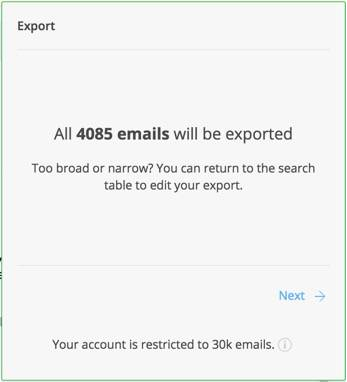 Export
All 4085 emails will be exported
Too broad or narrow? You can return to the search
table to edit your export.
Next →
Your account is restricted to 30k emails.